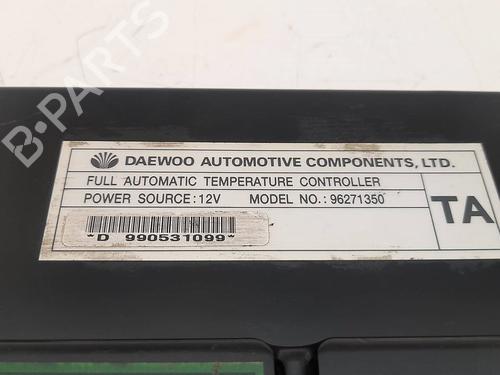 B-PARTS
DAEWOO AUTOMOTIVE COMPONENTS, LTD.
FULL AUTOMATIC TEMPERATURE CONTROLLER
POWER SOURCE:12V MODEL NO.:96271350
TA
*D 990531099*